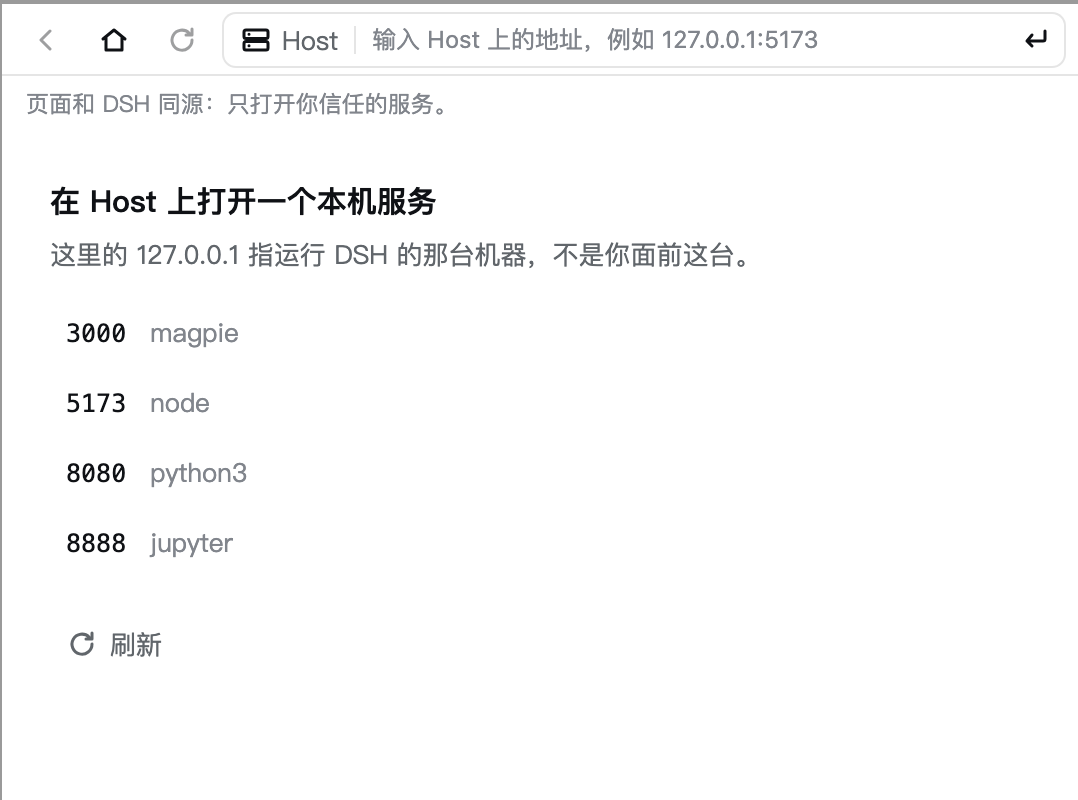 Host 输入 Host 上的地址，例如 127.0.0.1:5173
页面和 DSH 同源：只打开你信任的服务。
在 Host 上打开一个本机服务
这里的 127.0.0.1 指运行 DSH 的那台机器，不是你面前这台。
3000 magpie
5173 node
8080 python3
8888 jupyter
刷新